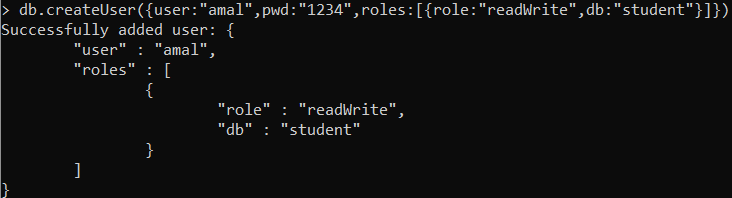 > db.createUser({user:"amal",pwd:"1234",roles:[{role:"readWrite",db:"student"}]})
Successfully added user: {
        "user" : "amal",
        "roles" : [
                {
                        "role" : "readWrite",
                        "db" : "student"
                }
        ]
}